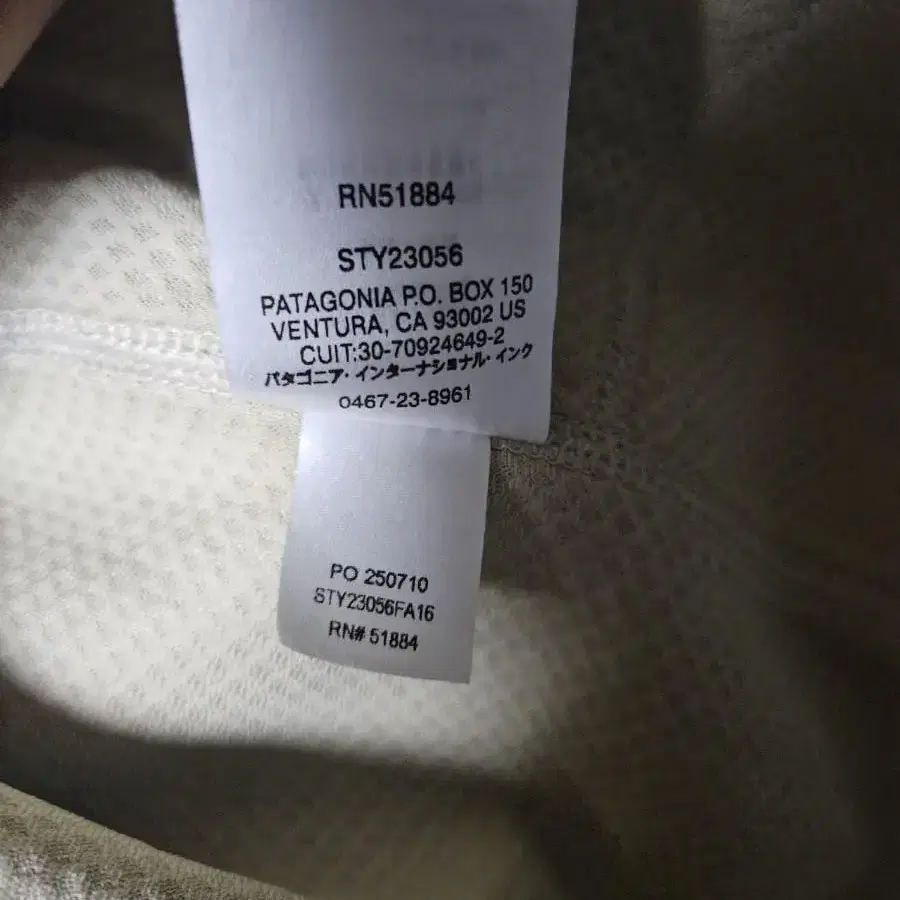 RN51884
STY23056
PATAGONIA P.O. BOX 150
VENTURA, CA 93002 US
CUIT:30-70924649-2
パタゴニア・インターナショナル・インク
0467-23-8961
PO 250710
STY23056FA16
RN# 51884